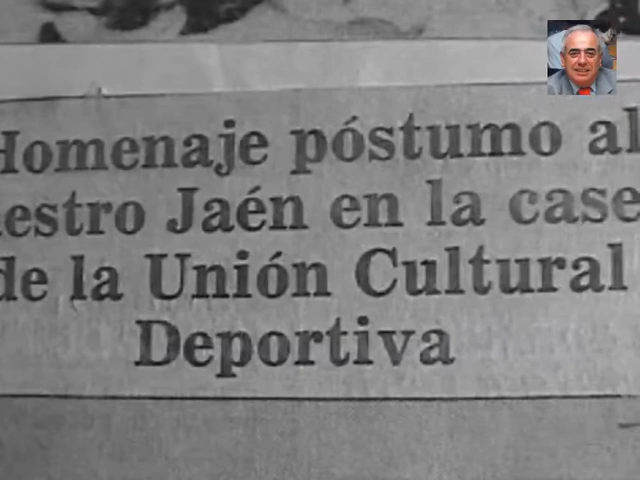 Homenaje póstumo al
estro Jaén en la case
de la Unión Cultural
Deportiva